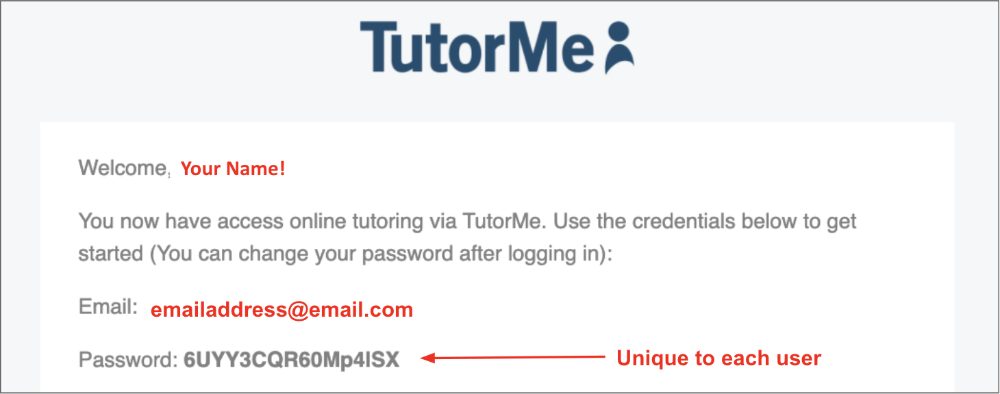 TutorMe
Welcome, Your Name!
You now have access online tutoring via TutorMe. Use the credentials below to get
started (You can change your password after logging in):
Email: emailaddress@email.com
Password: 6UYY3CQR60Mp4ISX Unique to each user